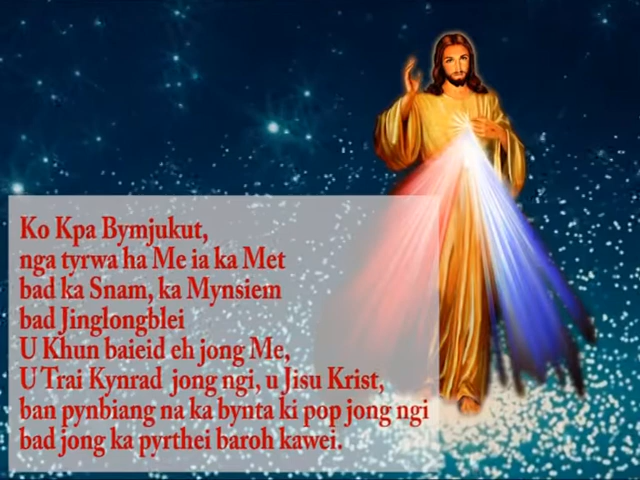 Ko Kpa Bymjukut,
nga tyrwa ha Me ia ka Met
bad ka Snam, ka Mynsiem
bad Jinglongblei
U Khun baieid eh jong Me,
U Trai Kynrad jong ngi, u Jisu Krist,
ban pynbiang na ka bynta ki pop jong ngi
bad jong ka pyrthei baroh kawei.